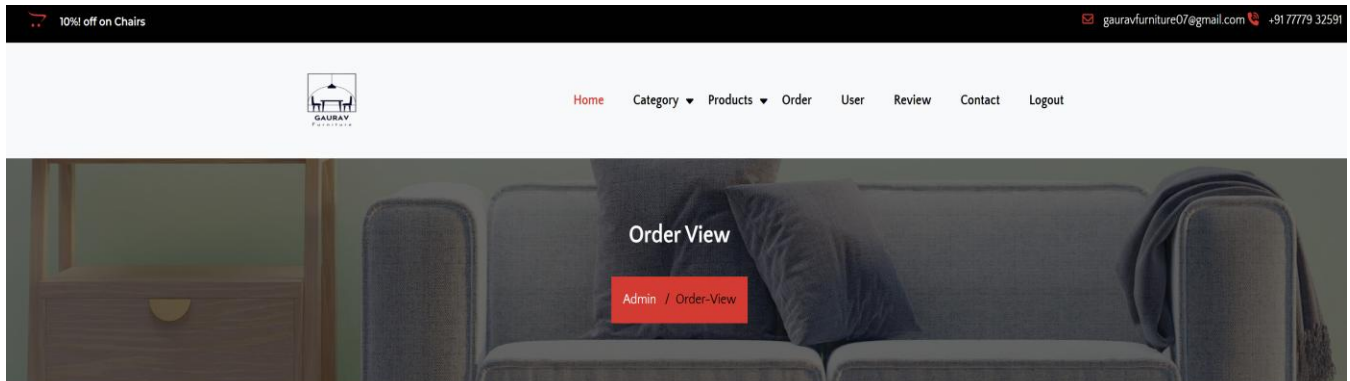 10%! off on Chairs
gauravfurniture07@gmail.com +91 77779 32591
GAURAV
Furniture
Home Category Products Order User Review Contact Logout
Order View
Admin / Order-View